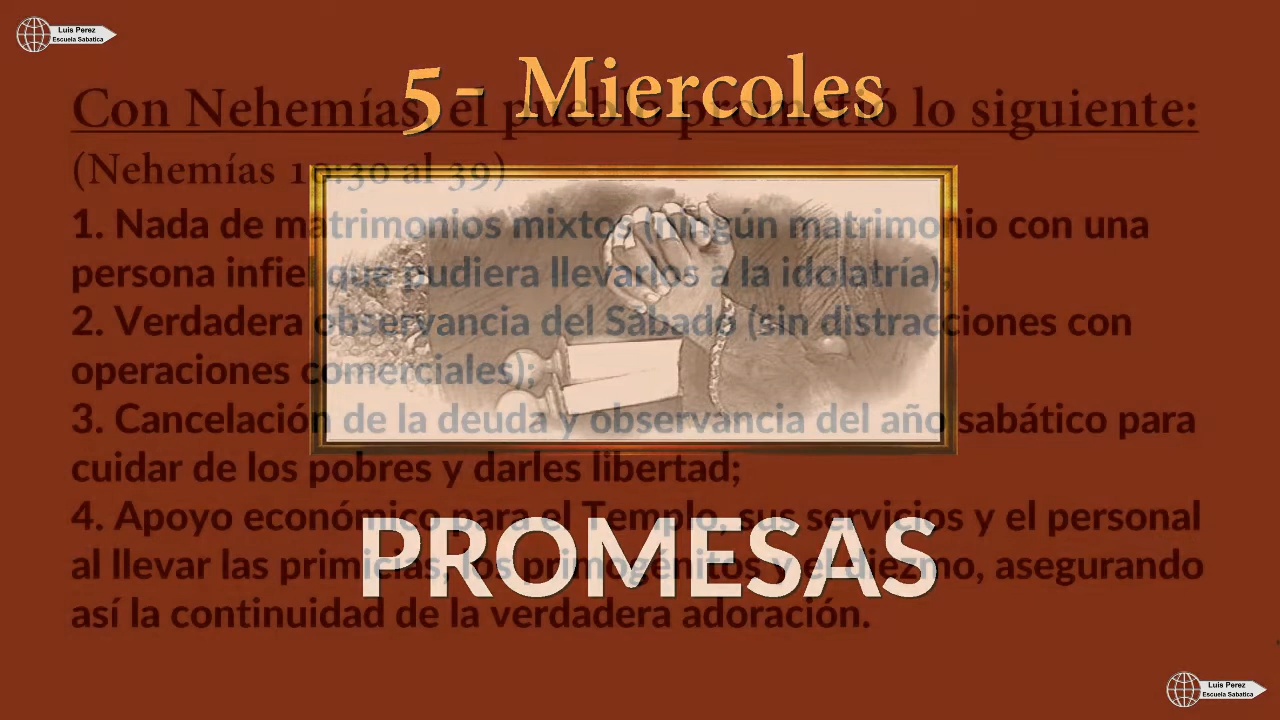 Luis Perez
Escuela Sabatica
5- Miercoles
Con Nehemías, el pueblo prometió lo siguiente:
(Nehemías 10:30 al 39)
1. Nada de matrimonios mixtos (ningún matrimonio con una
persona infiel que pudiera llevarlos a la idolatría);
2. Verdadera observancia del Sábado (sin distracciones con
operaciones comerciales);
3. Cancelación de la deuda y observancia del año sabático para
cuidar de los pobres y darles libertad;
4. Apoyo económico para el Templo, sus servicios y el personal
al llevar las primicias, los primogénitos y el diezmo, asegurando
así la continuidad de la verdadera adoración.
PROMESAS
Luis Perez
Escuela Sabatica